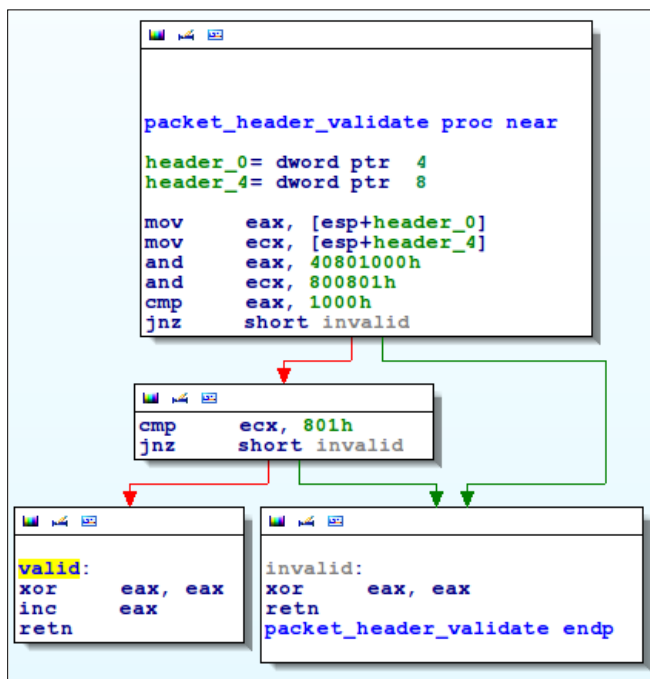 packet_header_validate proc near
header_0= dword ptr 4
header_4= dword ptr 8
mov eax, [esp+header_0]
mov ecx, [esp+header_4]
and eax, 40801000h
and ecx, 800801h
cmp eax, 1000h
jnz short invalid
cmp ecx, 801h
jnz short invalid
valid:
xor eax, eax
inc eax
retn
invalid:
xor eax, eax
retn
packet_header_validate endp